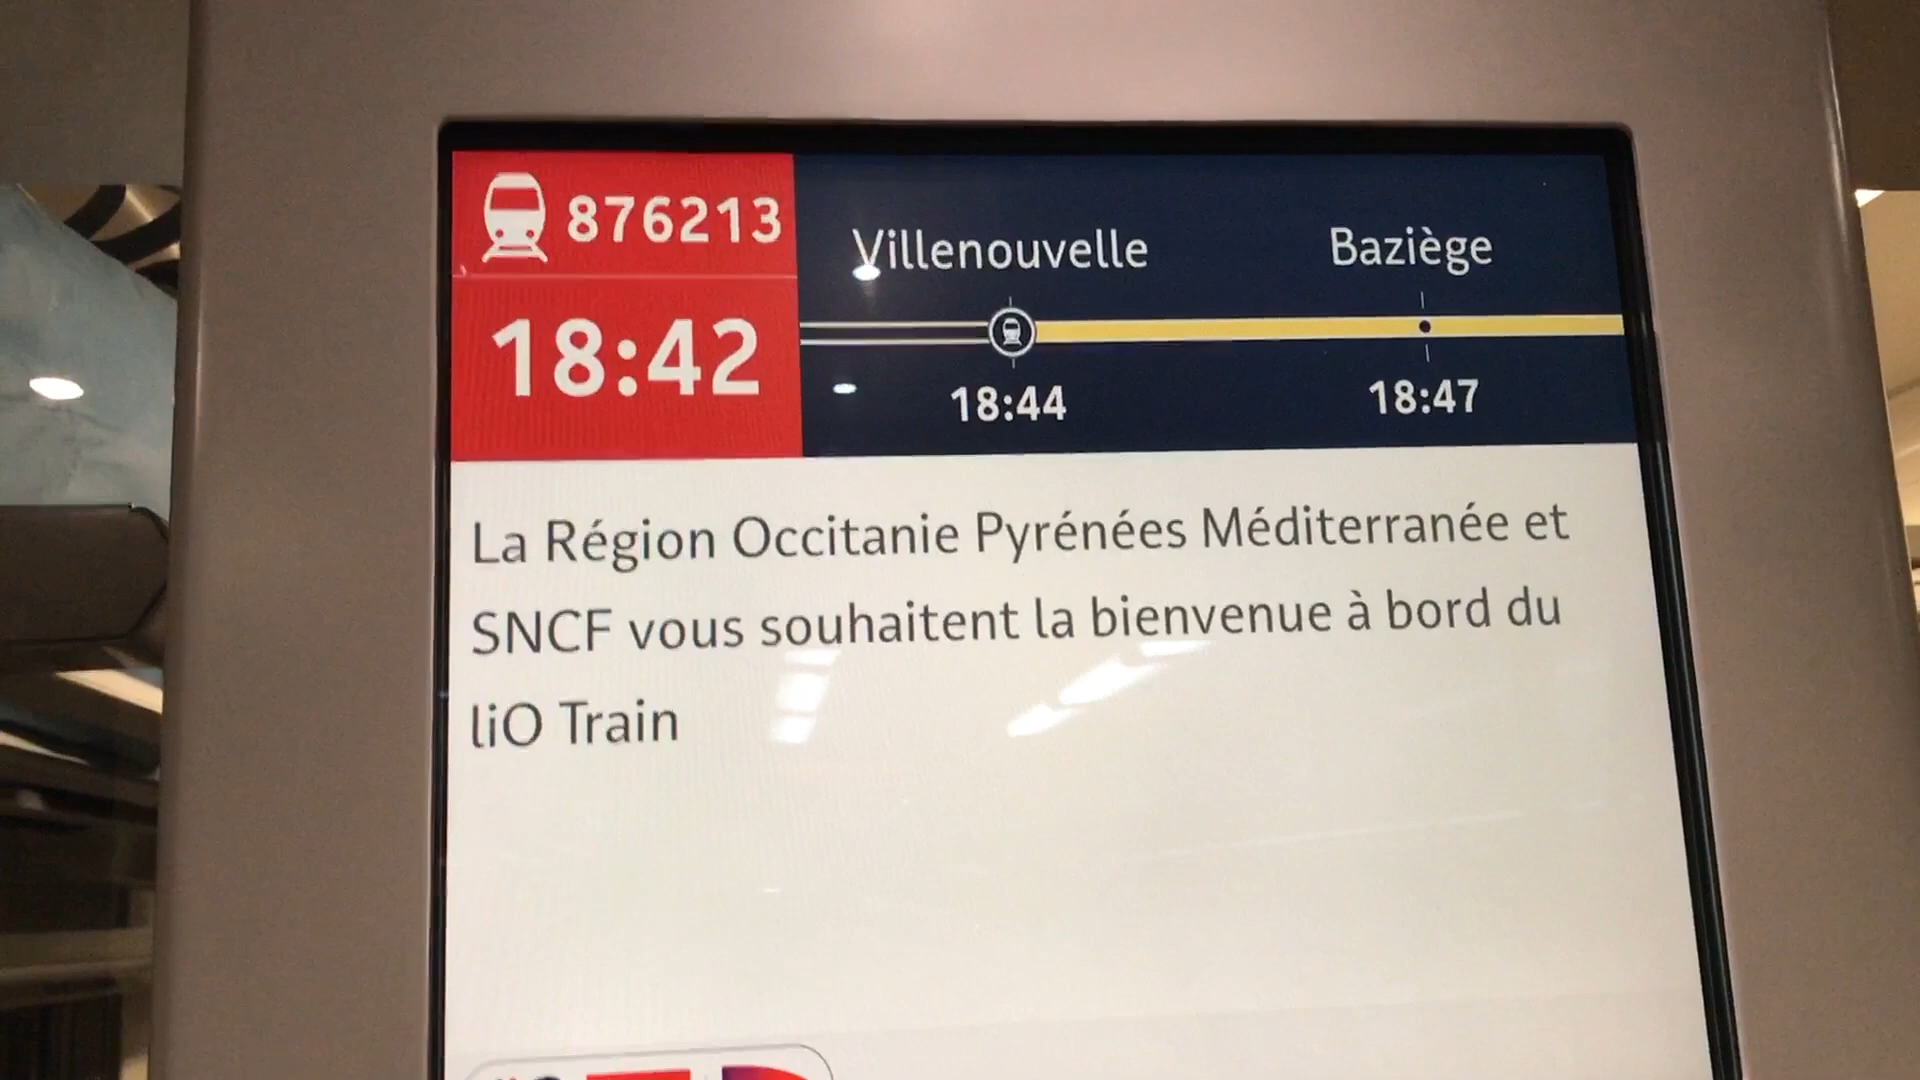 876213
18:42
Villenouvelle
Baziège
18:44
18:47
La Région Occitanie Pyrénées Méditerranée et
SNCF vous souhaitent la bienvenue à bord du
liO Train